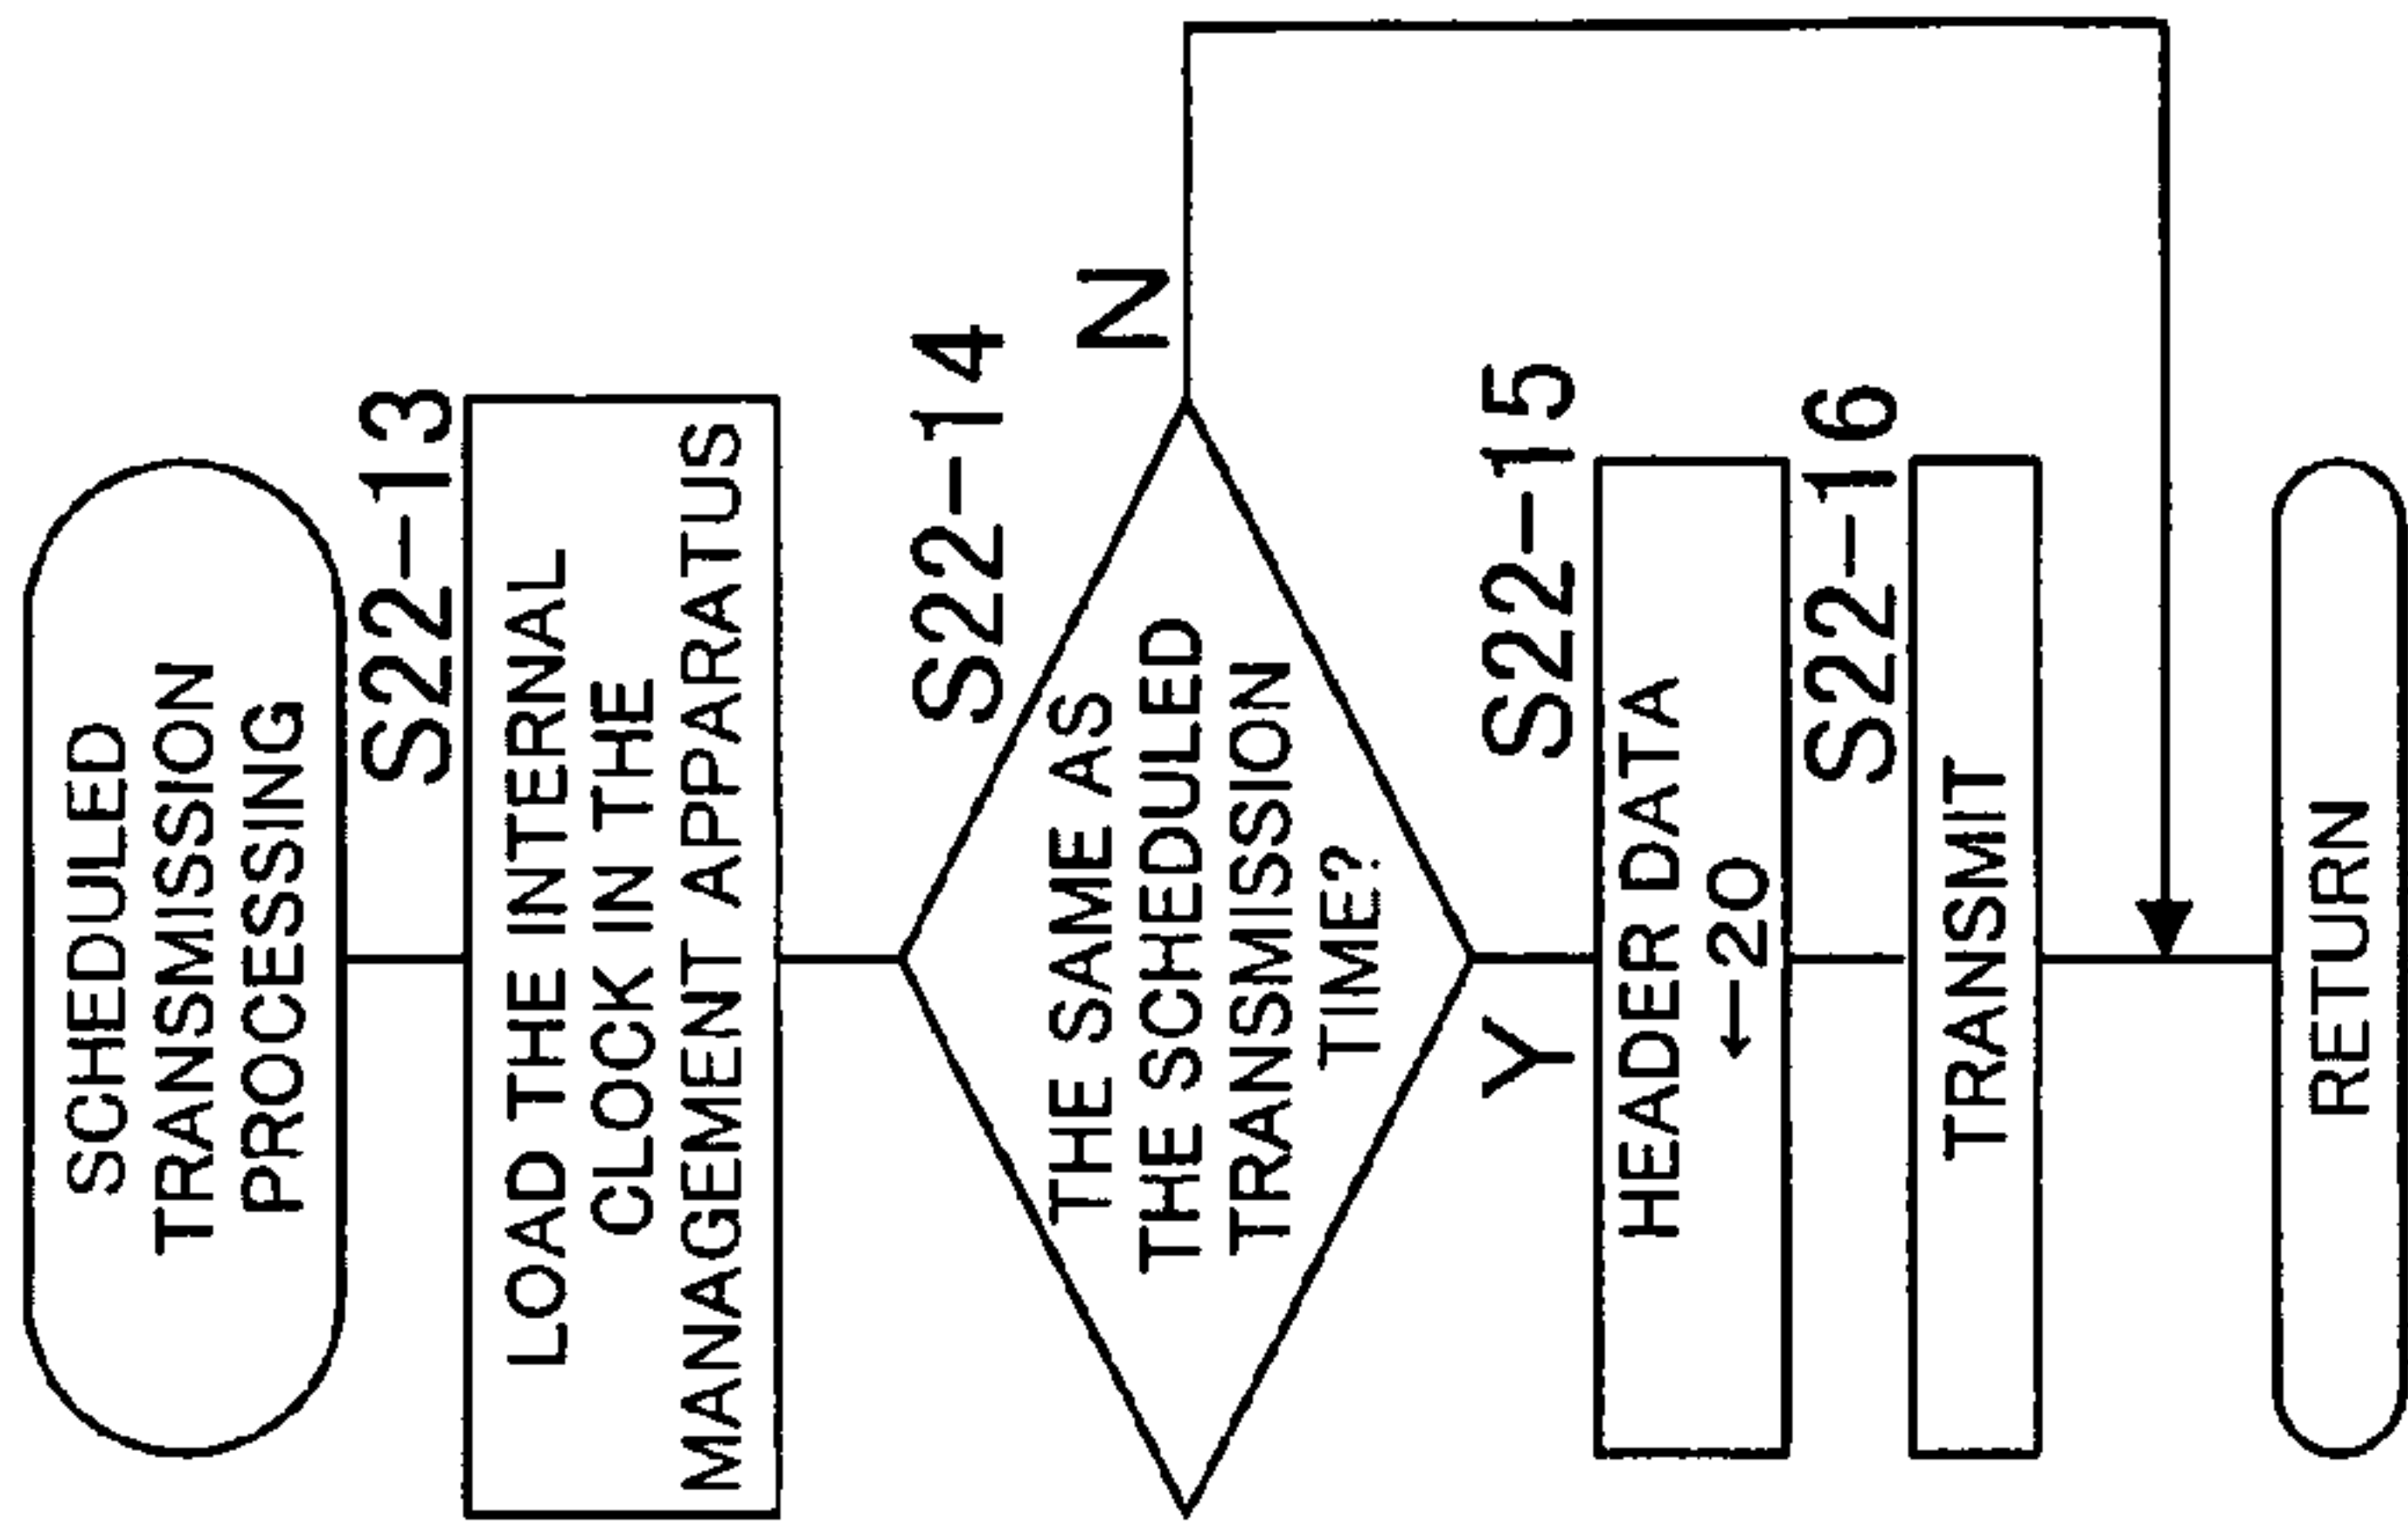 SCHEDULED
TRANSMISSION
PROCESSING
S22-13
LOAD THE INTERNAL
CLOCK IN THE
MANAGEMENT APPARATUS
S22-14
THE SAME AS
THE SCHEDULED
TRANSMISSION
TIME?
N
Y
S22-15
HEADER DATA
←20
S22-16
TRANSMIT
RETURN